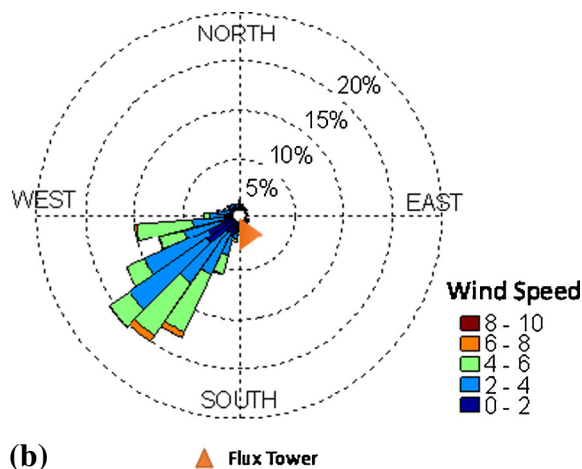 NORTH
20%
15%
10%
5%
WEST
EAST
SOUTH
Wind Speed
8 - 10
6 - 8
4 - 6
2 - 4
0 - 2
(b)
Flux Tower